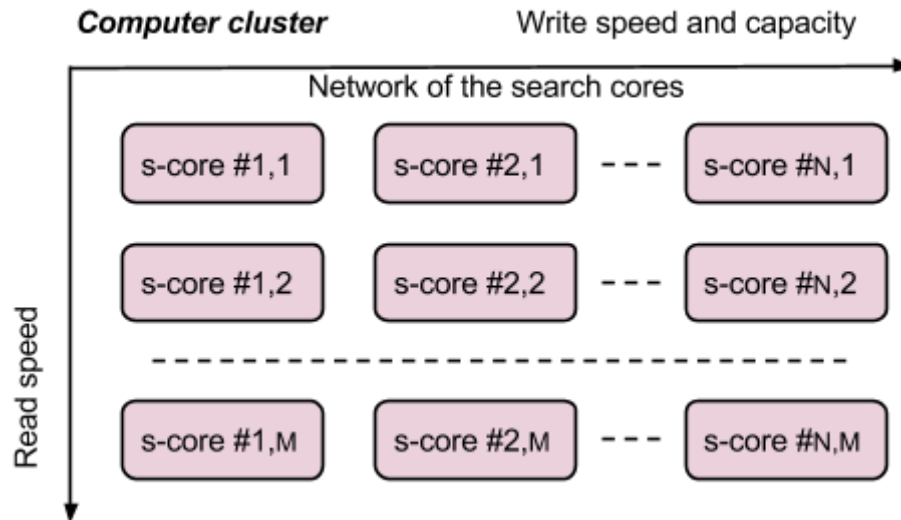 Computer cluster
Write speed and capacity
Network of the search cores
s-core #1,1
s-core #2,1
s-core #N,1
s-core #1,2
s-core #2,2
s-core #N,2
Read speed
s-core #1,M
s-core #2,M
s-core #N,M